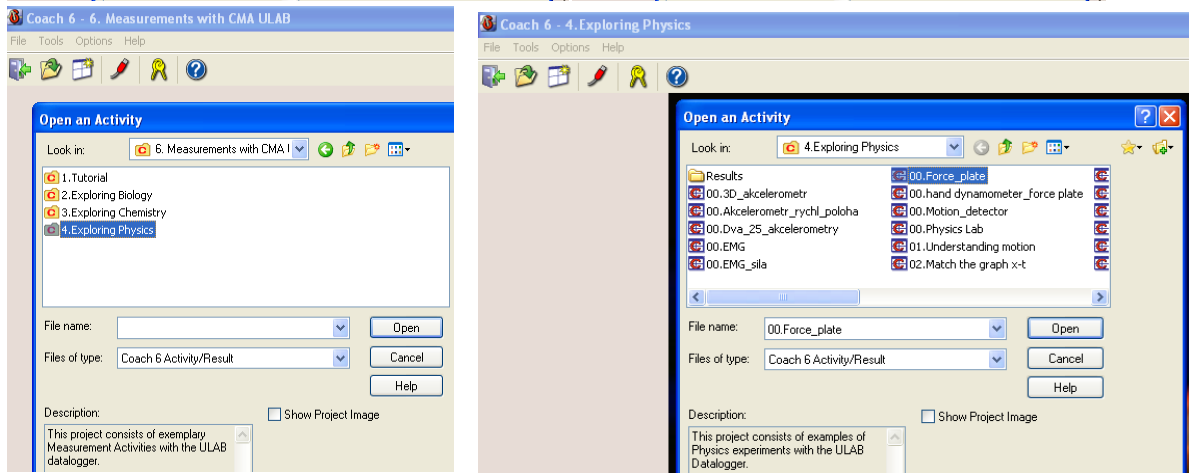 Coach 6 - 6. Measurements with CMA ULAB
File Tools Options Help
Open an Activity
Look in: 6. Measurements with CMA
1.Tutorial
2.Exploring Biology
3.Exploring Chemistry
4.Exploring Physics
File name:
Open
Files of type: Coach 6 Activity/Result
Cancel
Help
Description:
Show Project Image
This project consists of exemplary
Measurement Activities with the ULAB
datalogger.
Coach 6 - 4.Exploring Physics
File Tools Options Help
Open an Activity
Look in: 4.Exploring Physics
Results
00.3D_akcelerometr
00.Akcelerometr_rychl_poloha
00.Dva_25_akcelerometry
00.EMG
00.EMG_sila
00.Force_plate
00.hand dynamometer_force plate
00.Motion_detector
00.Physics Lab
01.Understanding motion
02.Match the graph x-t
File name: 00.Force_plate
Open
Files of type: Coach 6 Activity/Result
Cancel
Help
Description:
Show Project Image
This project consists of examples of
Physics experiments with the ULAB
Datalogger.